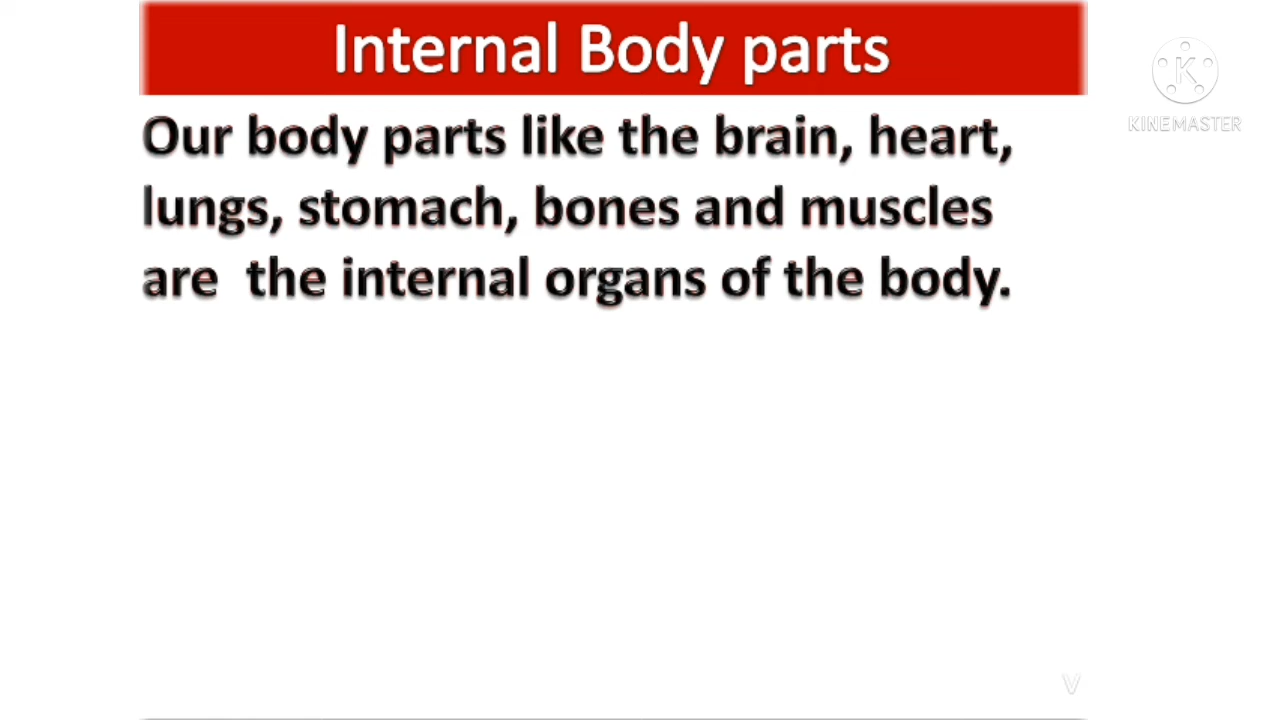 Internal Body parts
KINEMASTER
Our body parts like the brain, heart,
lungs, stomach, bones and muscles
are  the internal organs of the body.
V